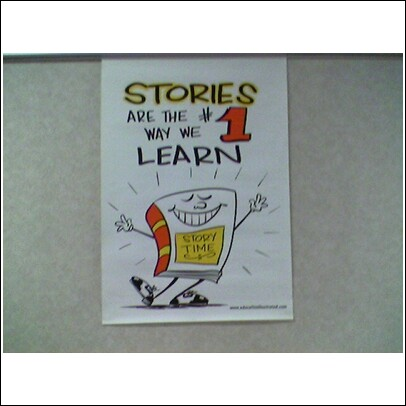 STORIES
ARE THE #1
WAY WE
LEARN
STORY
TIME